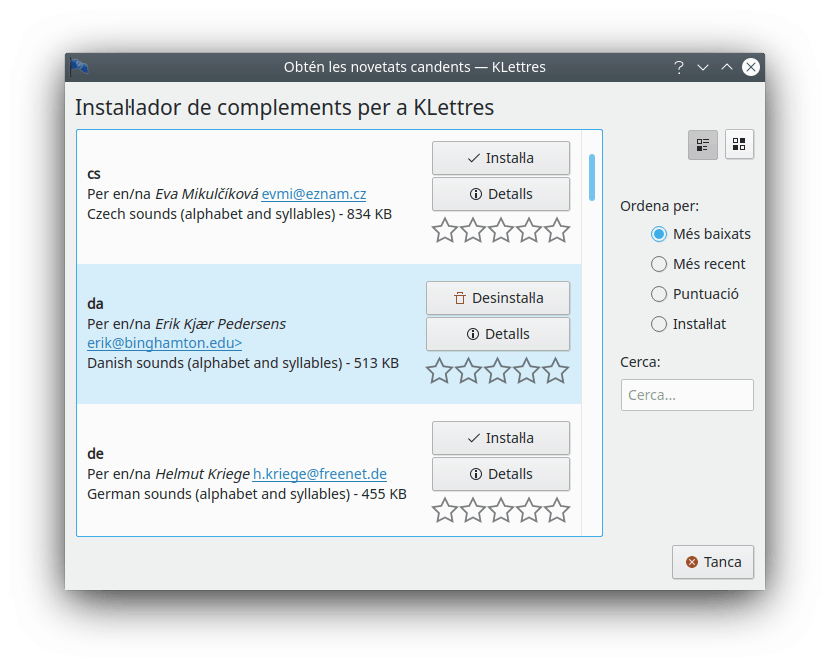 Obtén les novetats candents — KLettres
Instal·lador de complements per a KLettres
cs
Per en/na Eva Mikulčíková evmi@eznam.cz
Czech sounds (alphabet and syllables) - 834 KB
Instal·la
Detalls
da
Per en/na Erik Kjær Pedersens
erik@binghamton.edu>
Danish sounds (alphabet and syllables) - 513 KB
Desinstal·la
Detalls
de
Per en/na Helmut Kriege h.kriege@freenet.de
German sounds (alphabet and syllables) - 455 KB
Instal·la
Detalls
Ordena per:
Més baixats
Més recent
Puntuació
Instal·lat
Cerca:
Cerca...
Tanca